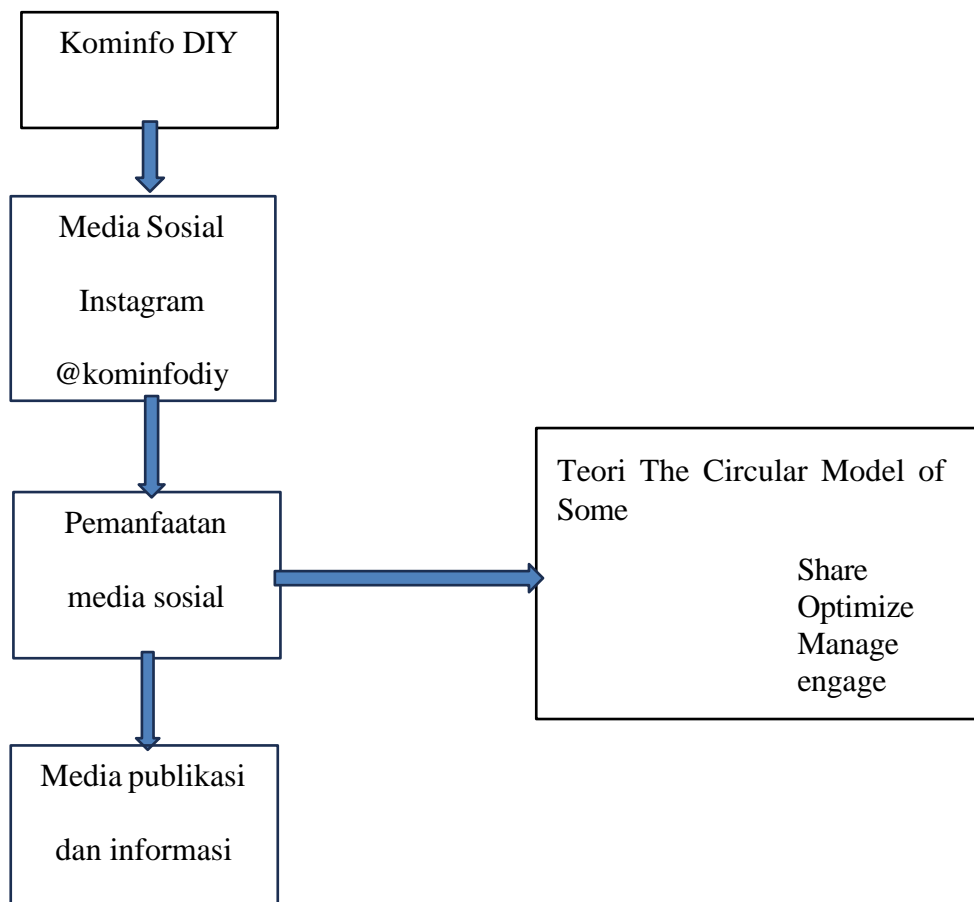 Kominfo DIY
Media Sosial
Instagram
@kominfodiy
Pemanfaatan
media sosial
Teori The Circular Model of
Some
Share
Optimize
Manage
engage
Media publikasi
dan informasi